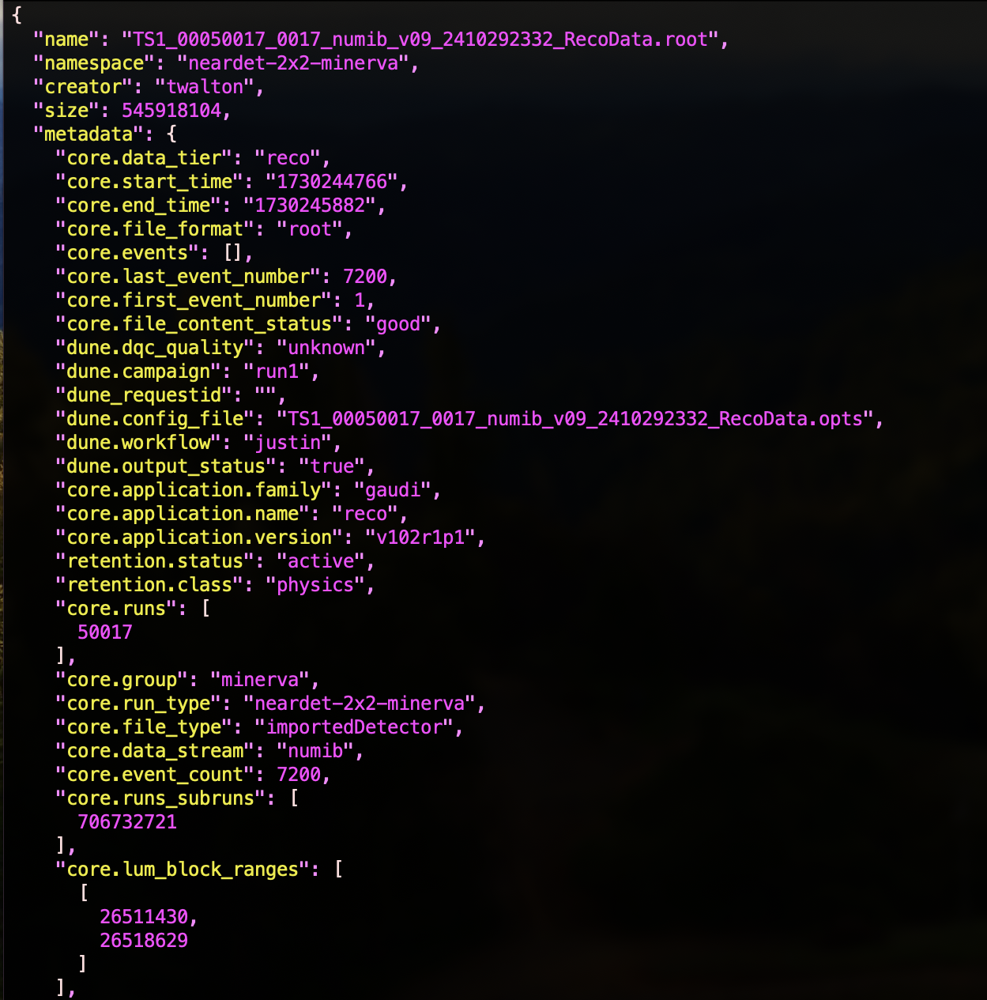 {
  "name": "TS1_00050017_0017_numib_v09_2410292332_RecoData.root",
  "namespace": "neardet-2x2-minerva",
  "creator": "twalton",
  "size": 545918104,
  "metadata": {
    "core.data_tier": "reco",
    "core.start_time": "1730244766",
    "core.end_time": "1730245882",
    "core.file_format": "root",
    "core.events": [],
    "core.last_event_number": 7200,
    "core.first_event_number": 1,
    "core.file_content_status": "good",
    "dune.dqc_quality": "unknown",
    "dune.campaign": "run1",
    "dune_requestid": "",
    "dune.config_file": "TS1_00050017_0017_numib_v09_2410292332_RecoData.opts",
    "dune.workflow": "justin",
    "dune.output_status": "true",
    "core.application.family": "gaudi",
    "core.application.name": "reco",
    "core.application.version": "v102r1p1",
    "retention.status": "active",
    "retention.class": "physics",
    "core.runs": [
      50017
    ],
    "core.group": "minerva",
    "core.run_type": "neardet-2x2-minerva",
    "core.file_type": "importedDetector",
    "core.data_stream": "numib",
    "core.event_count": 7200,
    "core.runs_subruns": [
      706732721
    ],
    "core.lum_block_ranges": [
      [
        26511430,
        26518629
      ]
    ],